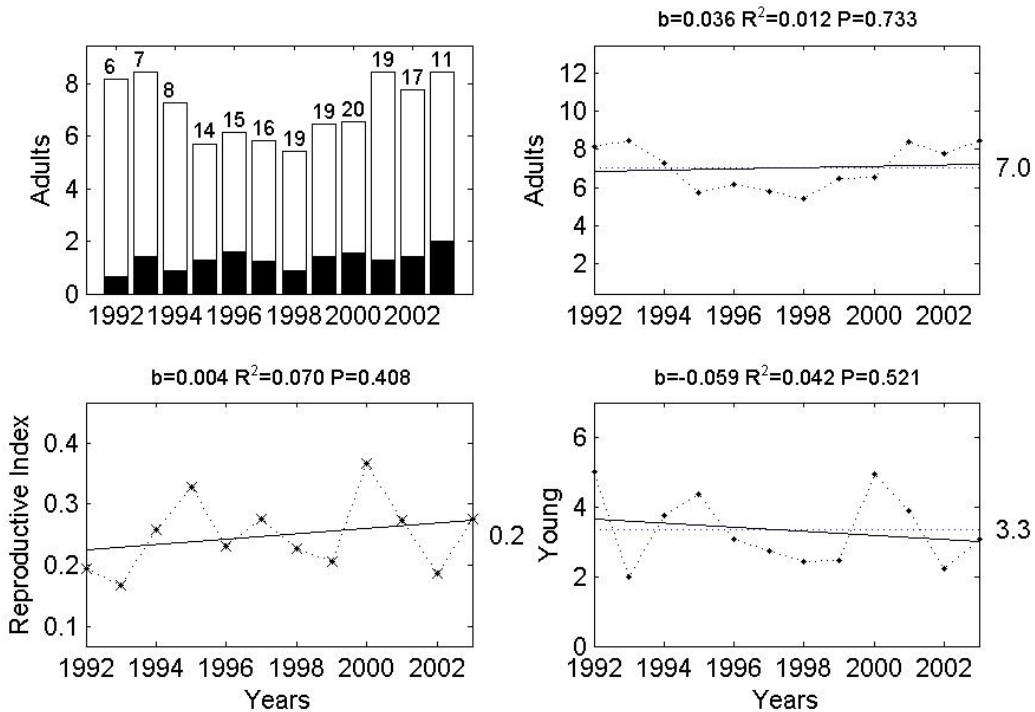 b=0.036 R²=0.012 P=0.733
Adults
8
6
4
2
0
6
7
8
14
15
16
19
19
20
19
17
11
1992 1994 1996 1998 2000 2002
Adults
12
10
8
6
4
2
7.0
1992 1994 1996 1998 2000 2002
b=0.004 R²=0.070 P=0.408
Reproductive Index
0.4
0.3
0.2
0.1
0.2
1992 1994 1996 1998 2000 2002
Years
b=-0.059 R²=0.042 P=0.521
Young
6
4
2
0
3.3
1992 1994 1996 1998 2000 2002
Years